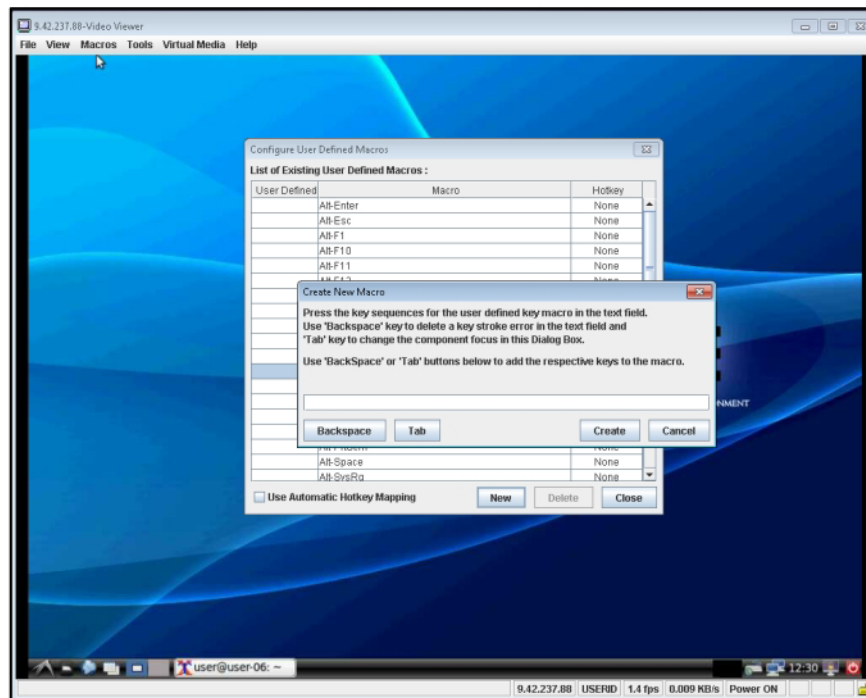 9.42.237.88-Video Viewer
File View Macros Tools Virtual Media Help
Configure User Defined Macros
List of Existing User Defined Macros :
User Defined Macro Hotkey
Alt-Enter None
Alt-Esc None
Alt-F1 None
Alt-F10 None
Alt-F11 None
Create New Macro
Press the key sequences for the user defined key macro in the text field.
Use 'Backspace' key to delete a key stroke error in the text field and
'Tab' key to change the component focus in this Dialog Box.
Use 'BackSpace' or 'Tab' buttons below to add the respective keys to the macro.
NMENT
Backspace Tab Create Cancel
Alt-Space None
Alt-SysRq None
Use Automatic Hotkey Mapping New Delete Close
user@user-06: ~ 12:30
9.42.237.88 USERID 1.4 fps 0.009 KB/s Power ON